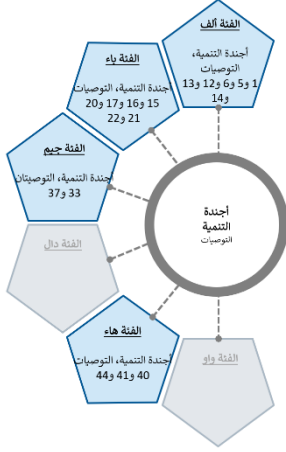 الفئة ألف
أجندة التنمية،
التوصيات
1 و5 و6 و12 و13
و14
الفئة باء
أجندة التنمية، التوصيات
15 و16 و17 و20
21 و22
الفئة جيم
أجندة التنمية، التوصيتان
33 و37
الفئة دال
أجندة
التنمية
التوصيات
الفئة هاء
أجندة التنمية، التوصيات
40 و41 و44
الفئة واو